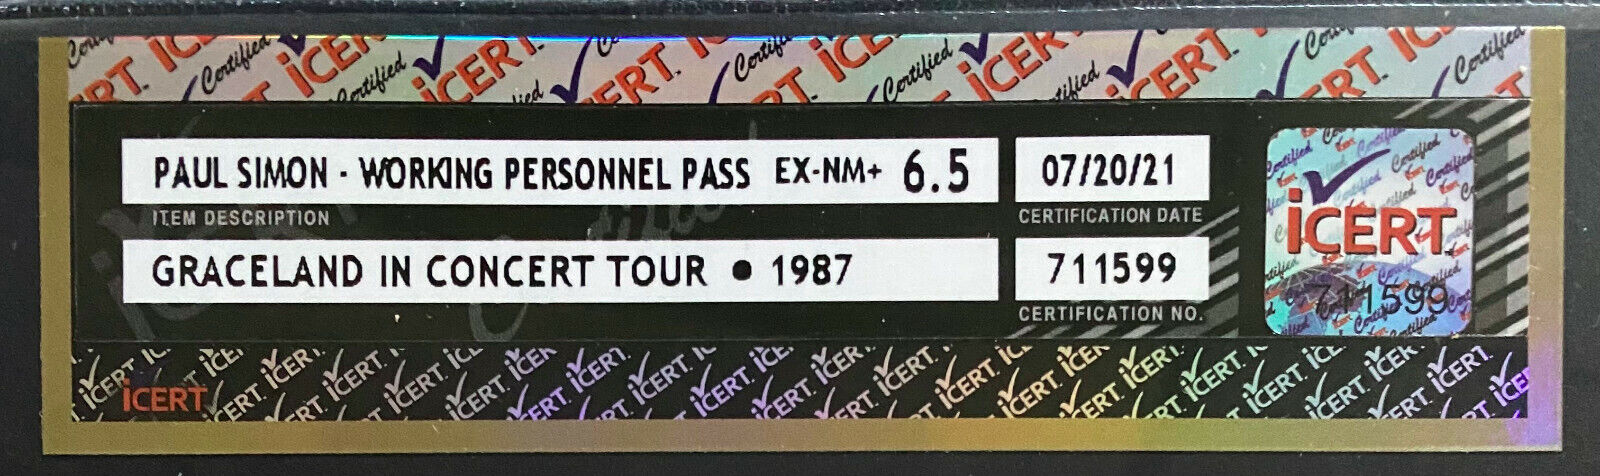 PAUL SIMON - WORKING PERSONNEL PASS EX-NM+ 6.5
07/20/21
ITEM DESCRIPTION
CERTIFICATION DATE
GRACELAND IN CONCERT TOUR • 1987
711599
CERTIFICATION NO.
iCERT
711599
iCERT